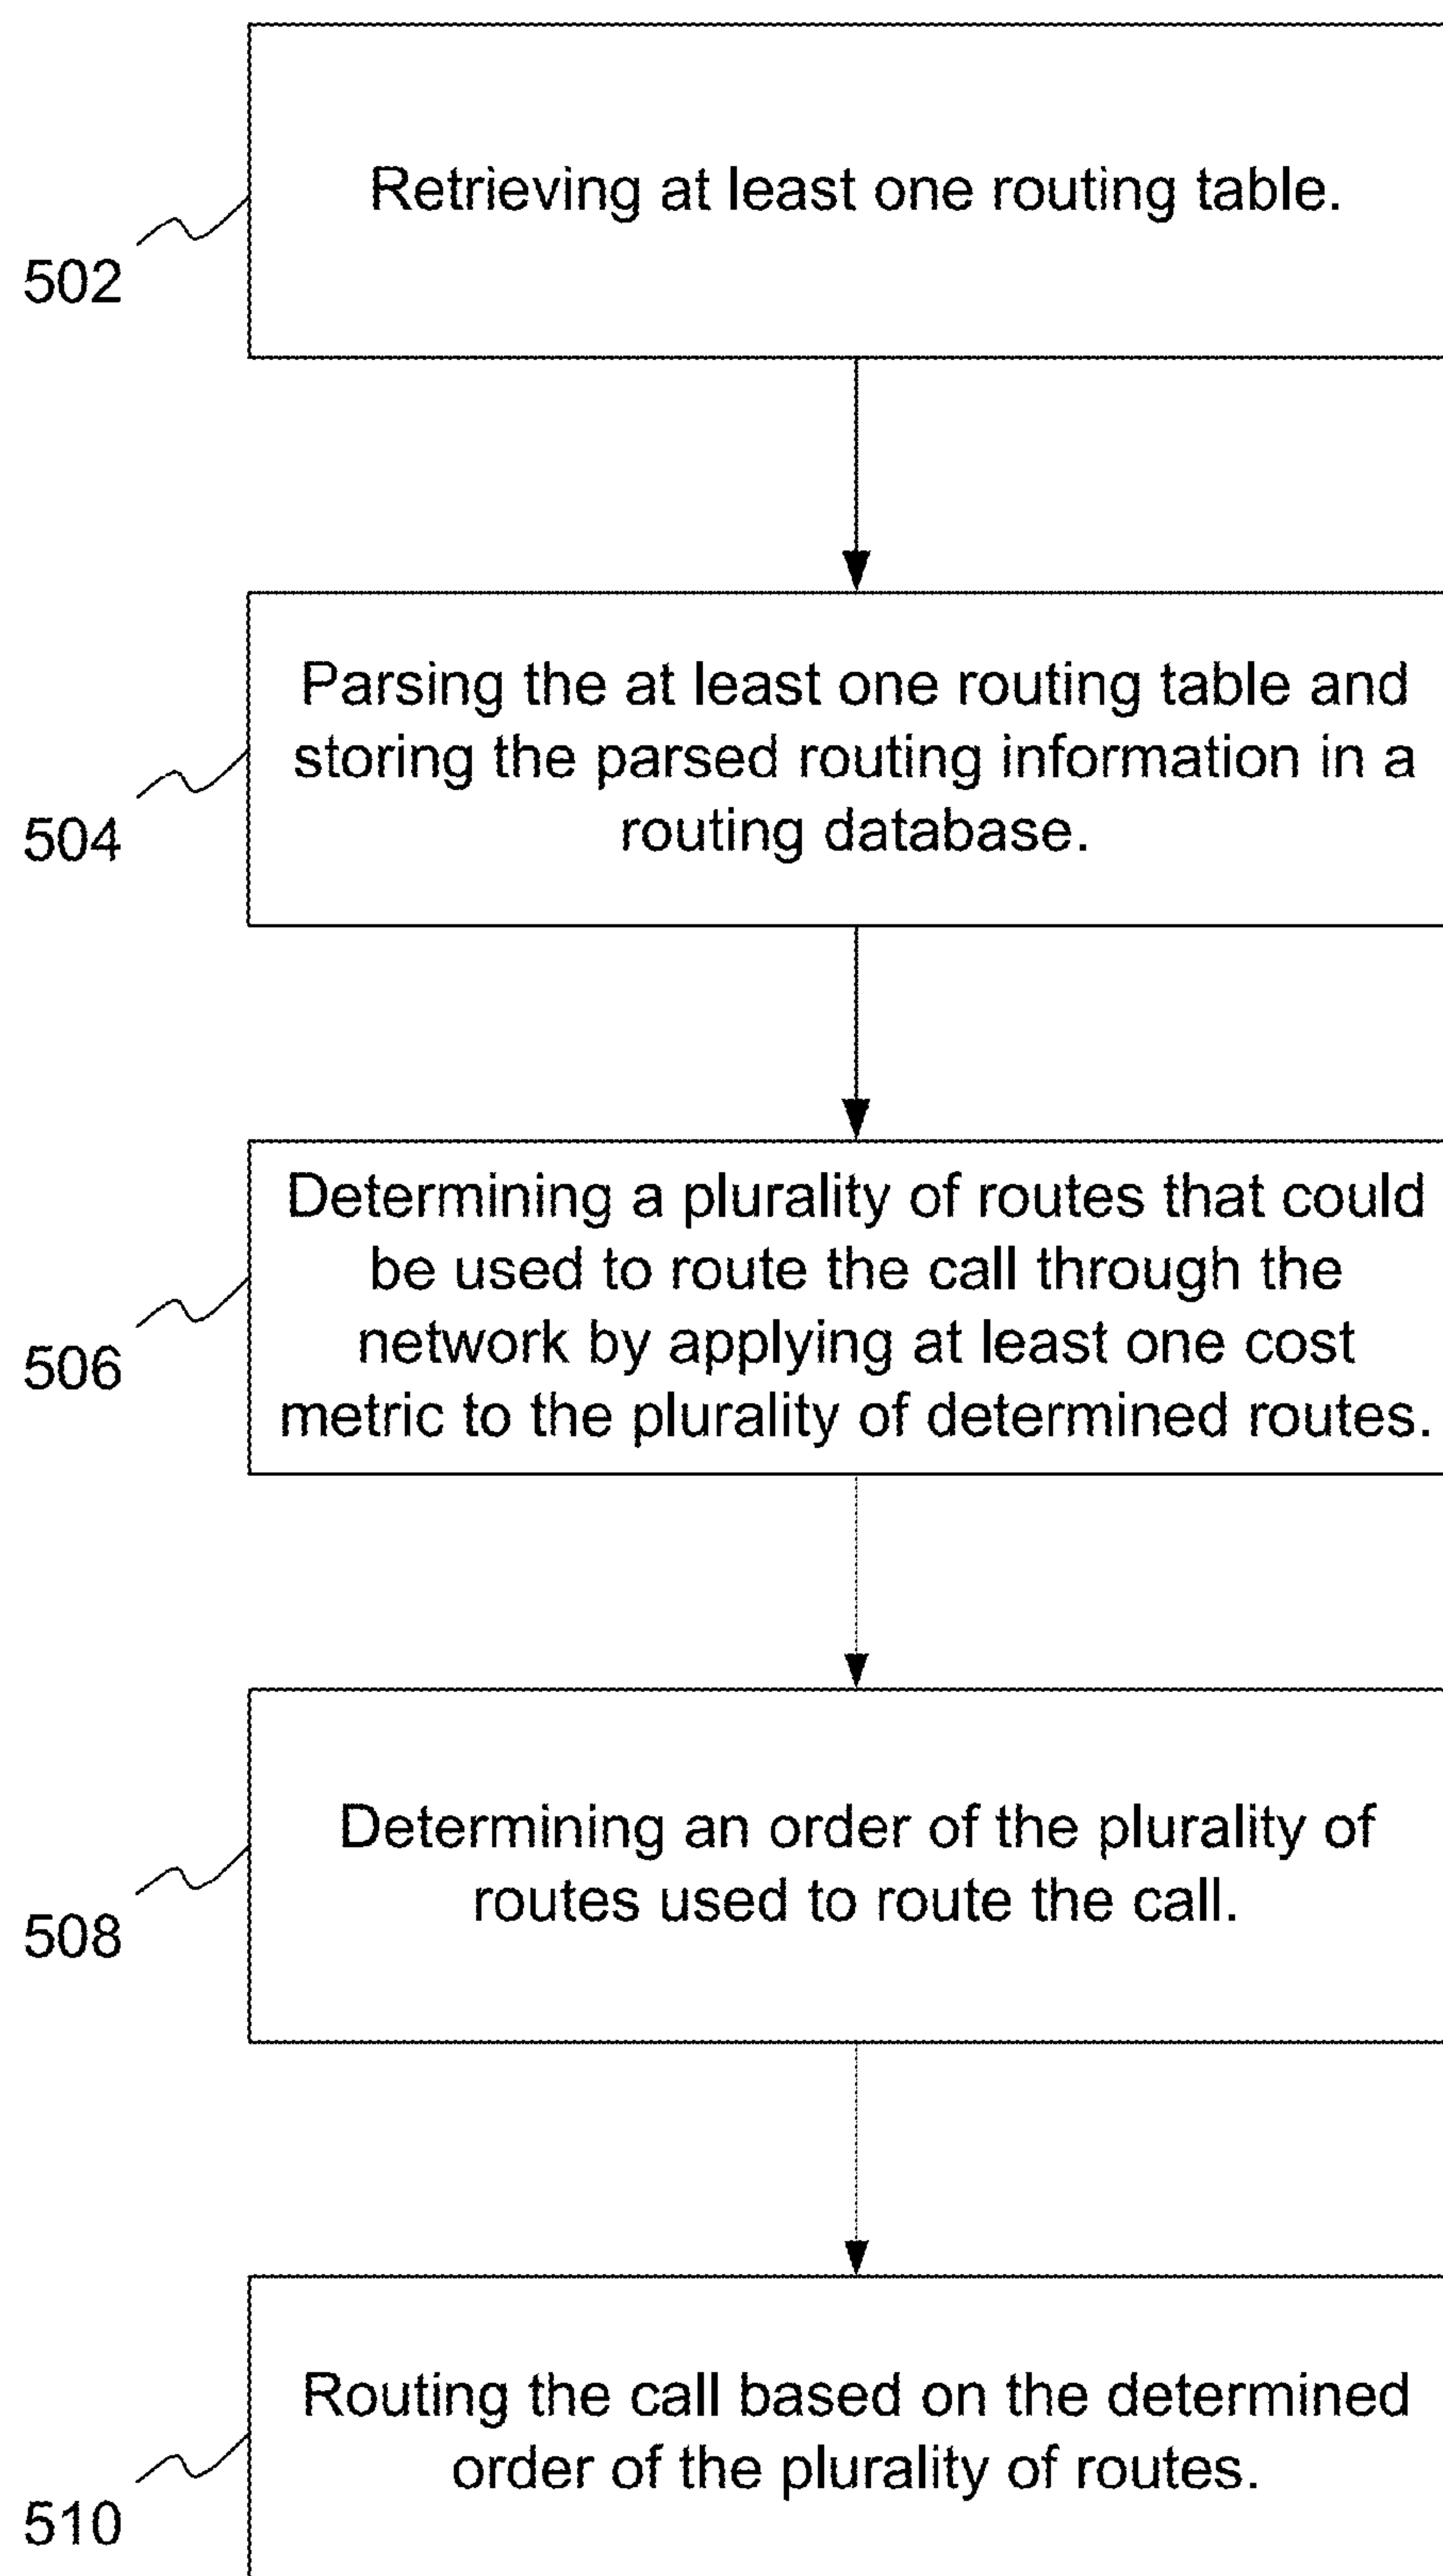 Retrieving at least one routing table.
502
Parsing the at least one routing table and
storing the parsed routing information in a
routing database.
504
Determining a plurality of routes that could
be used to route the call through the
network by applying at least one cost
metric to the plurality of determined routes.
506
Determining an order of the plurality of
routes used to route the call.
508
Routing the call based on the determined
order of the plurality of routes.
510